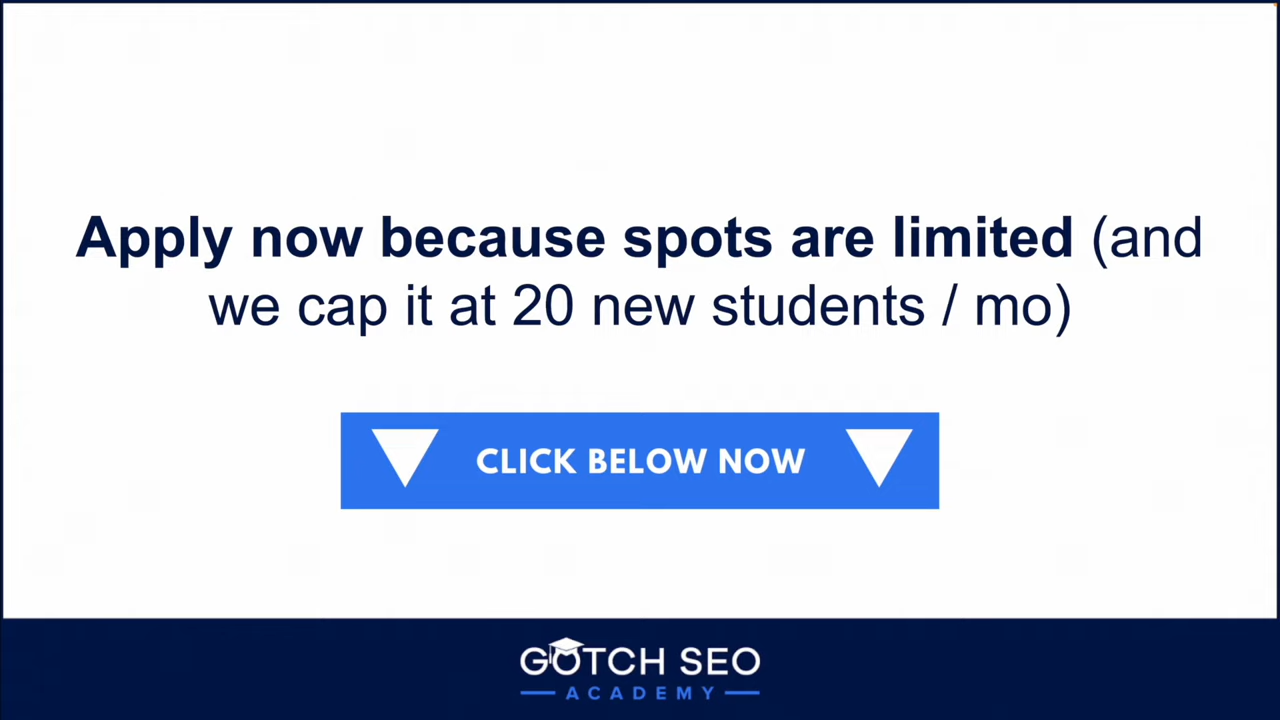 Apply now because spots are limited (and
we cap it at 20 new students / mo)
CLICK BELOW NOW
GOTCH SEO
ACADEMY